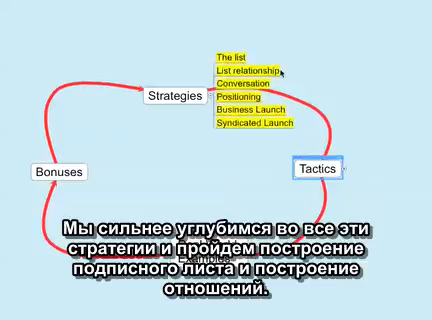 The list
List relationship
Conversation
Positioning
Business Launch
Syndicated Launch
Strategies
Tactics
Bonuses
Examples
Мы сильнее углубимся во все эти
стратегии и пройдем построение
подписного листа и построение
отношений.